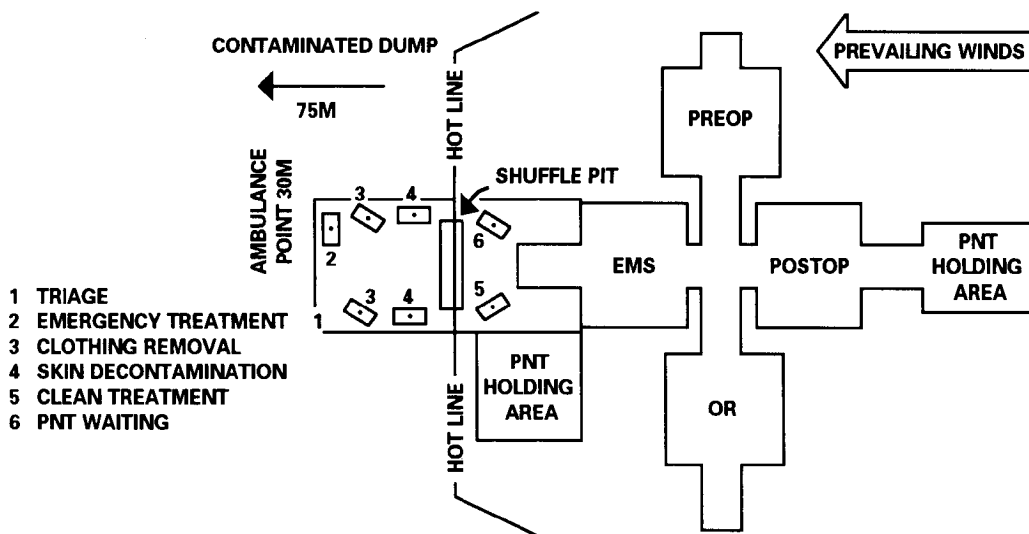 CONTAMINATED DUMP
75M
PREVAILING WINDS
HOT LINE
PREOP
SHUFFLE PIT
AMBULANCE
POINT 30M
3
4
6
2
EMS
POSTOP
PNT
HOLDING
AREA
1
3
4
5
1 TRIAGE
2 EMERGENCY TREATMENT
3 CLOTHING REMOVAL
4 SKIN DECONTAMINATION
5 CLEAN TREATMENT
6 PNT WAITING
PNT
HOLDING
AREA
OR
HOT LINE